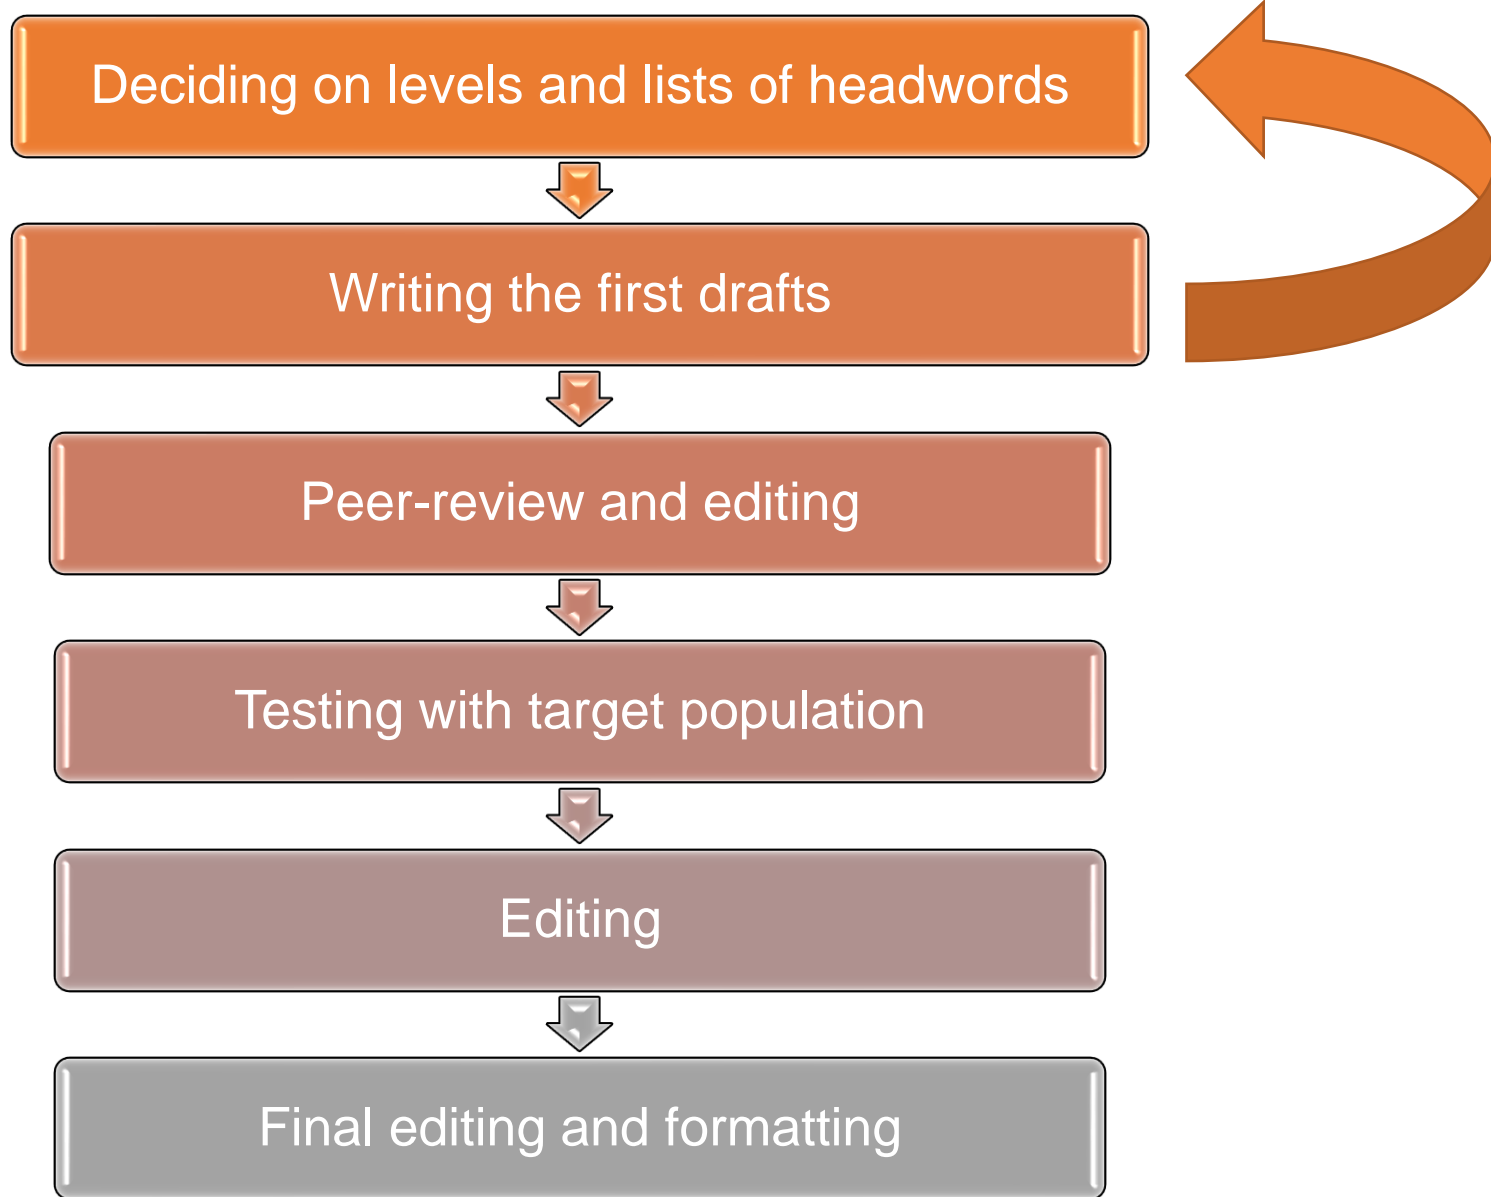 Deciding on levels and lists of headwords
Writing the first drafts
Peer-review and editing
Testing with target population
Editing
Final editing and formatting